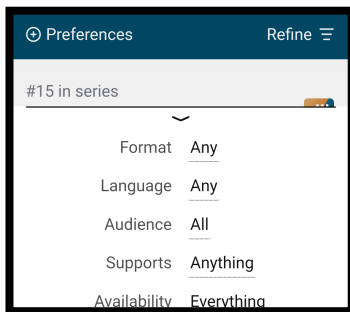 Preferences Refine
#15 in series
Format Any
Language Any
Audience All
Supports Anything
Availability Everything